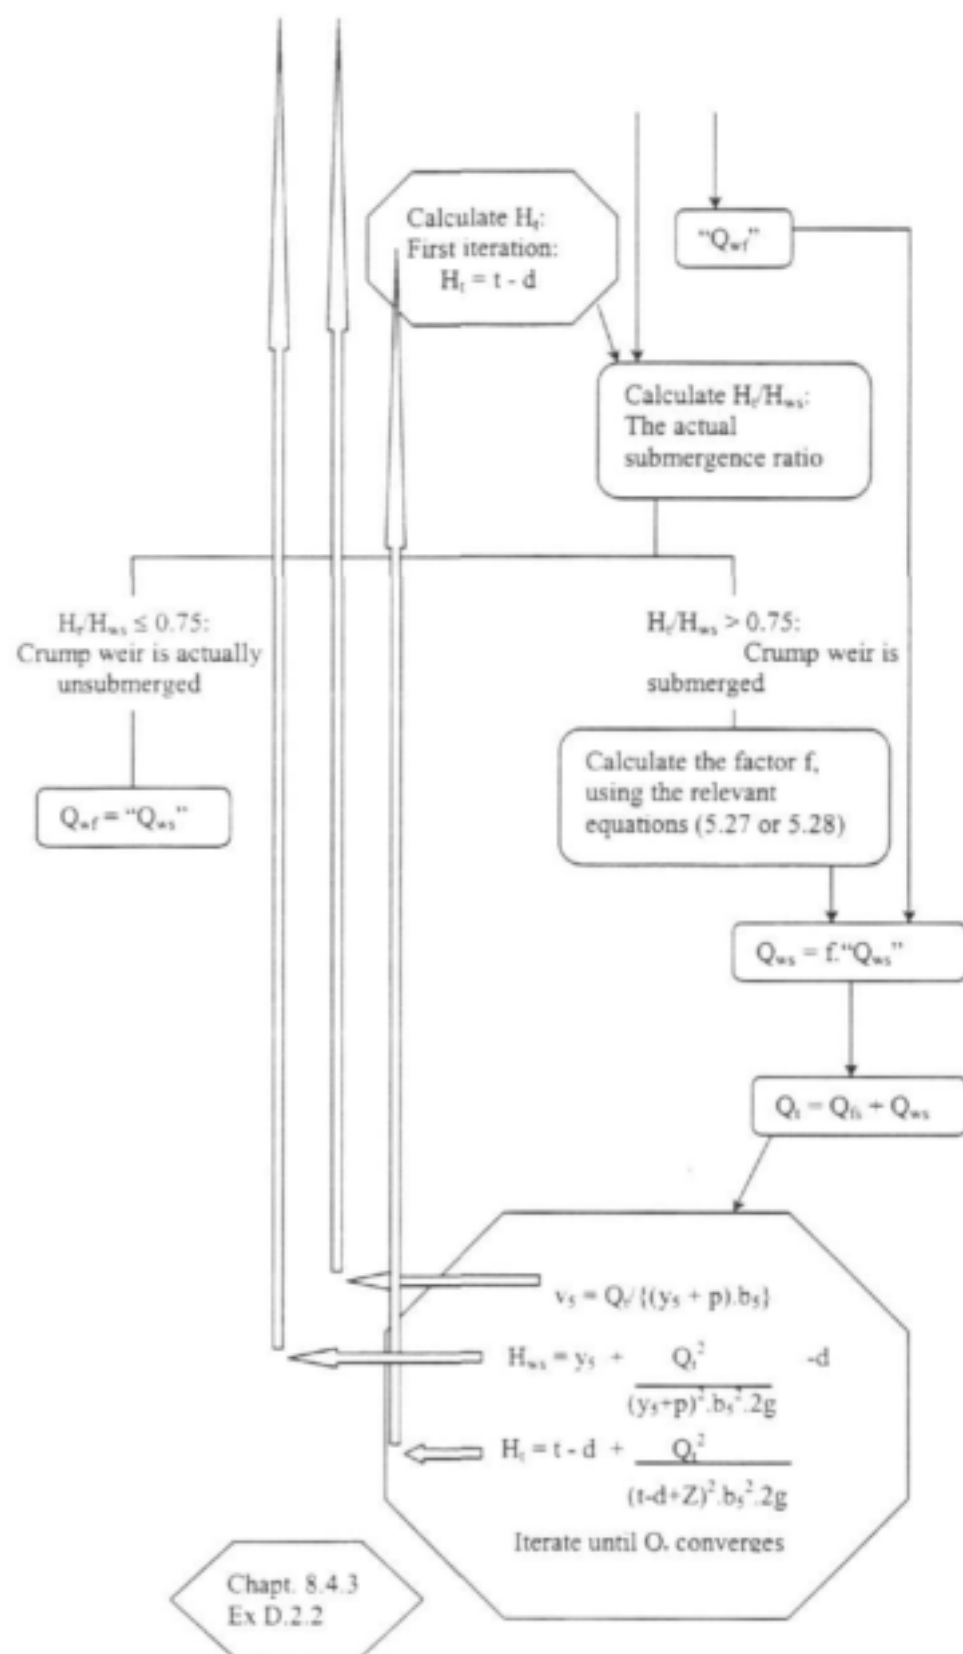 Calculate Hₜ:
First iteration:
Hₜ = t - d
“Q_wf”
Calculate Hₜ/H_ws:
The actual
submergence ratio
Hₜ/H_ws ≤ 0.75:
Crump weir is actually
unsubmerged
Hₜ/H_ws > 0.75:
Crump weir is
submerged
Q_wf = “Q_ws”
Calculate the factor f,
using the relevant
equations (5.27 or 5.28)
Q_ws = f.“Q_ws”
Qₜ = Q_fs + Q_ws
v₅ = Qₜ/{(y₅ + p).b₅}
H_ws = y₅ + Qₜ² -d
(y₅+p)².b₅².2g
Hₜ = t - d + Qₜ²
(t-d+Z)².b₅².2g
Iterate until Qₜ converges
Chapt. 8.4.3
Ex D.2.2